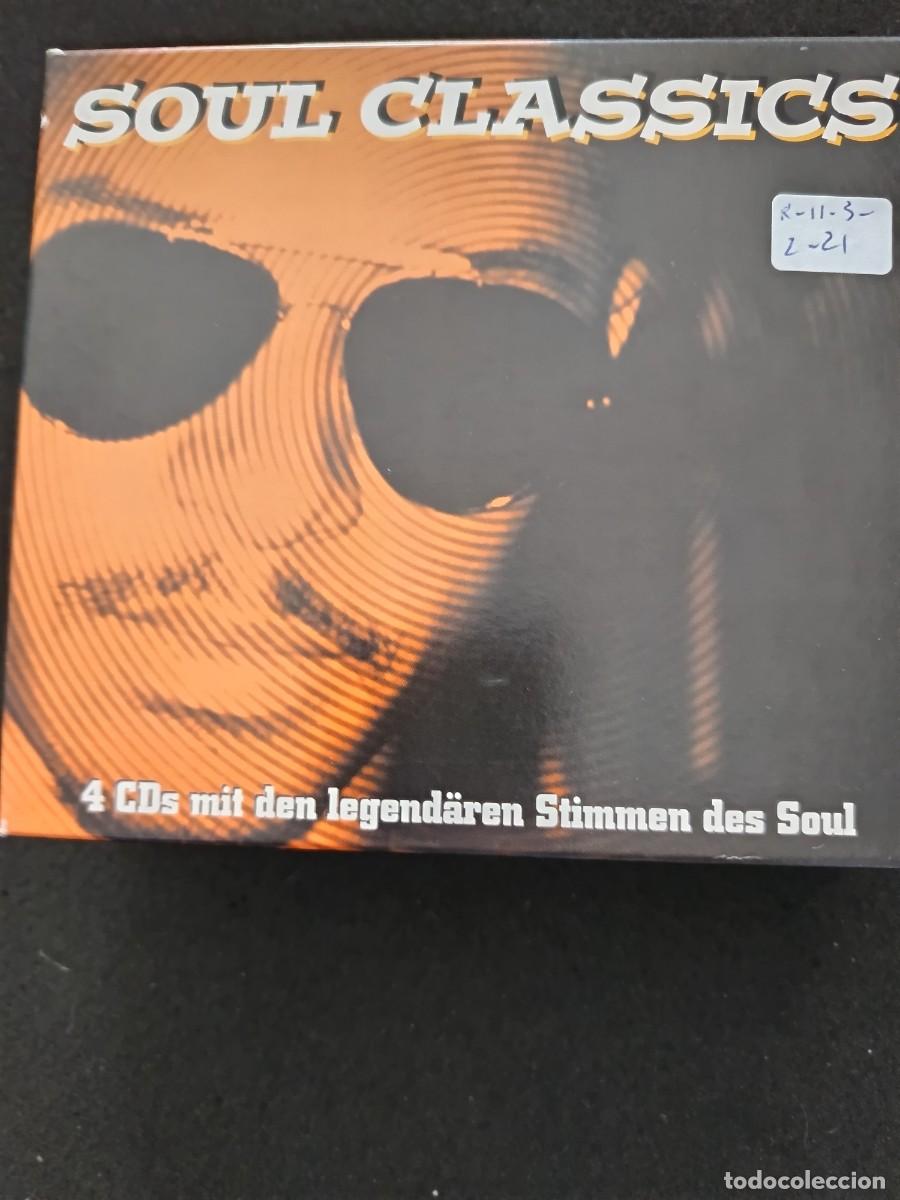 SOUL CLASSICS
R-11-3-
2-21
4 CDs mit den legendären Stimmen des Soul
todocoleccion